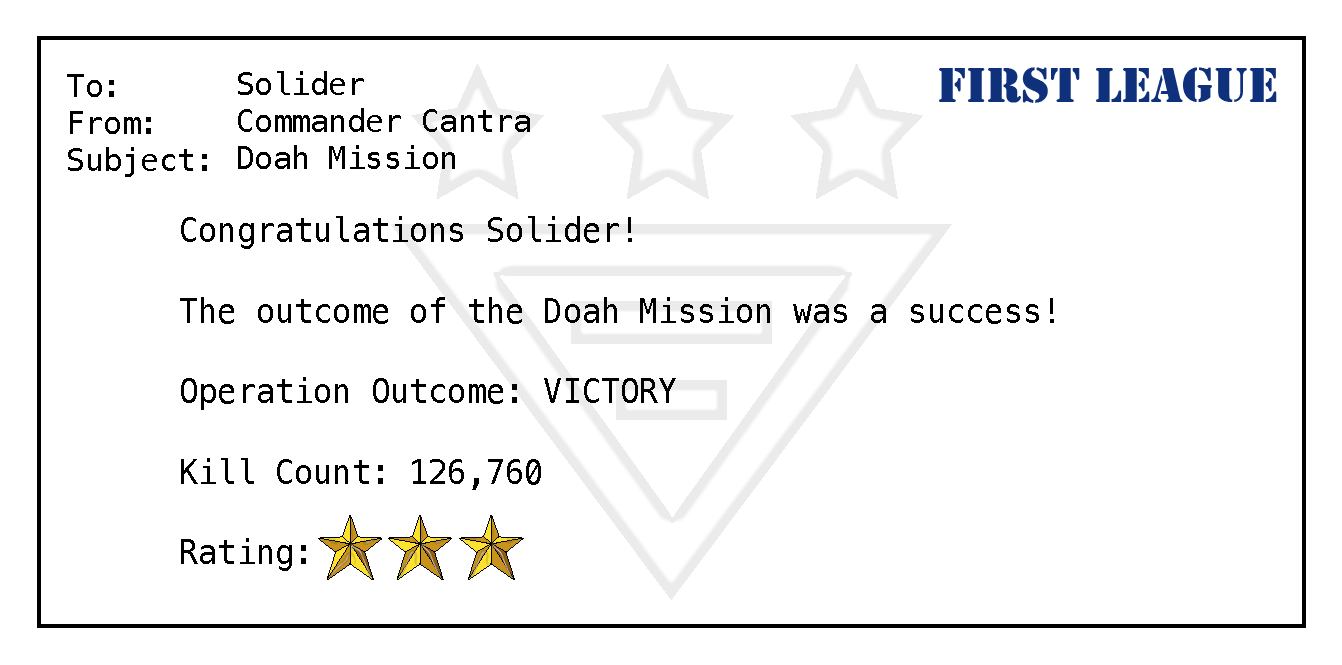 FIRST LEAGUE
To: Solider
From: Commander Cantra
Subject: Doah Mission
Congratulations Solider!
The outcome of the Doah Mission was a success!
Operation Outcome: VICTORY
Kill Count: 126,760
Rating: